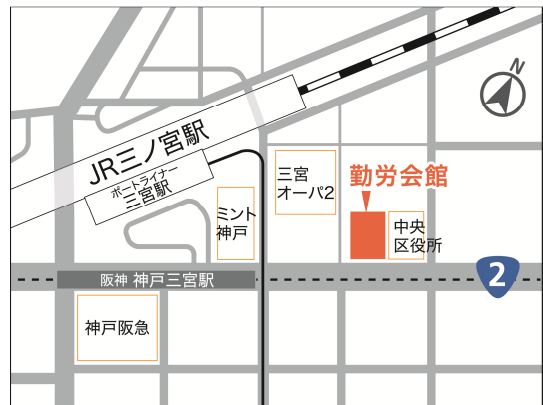 N
JR三ノ宮駅
ポートライナー
三宮駅
三宮
オーパ2
勤労会館
ミント
神戸
中央
区役所
阪神 神戸三宮駅
2
神戸阪急